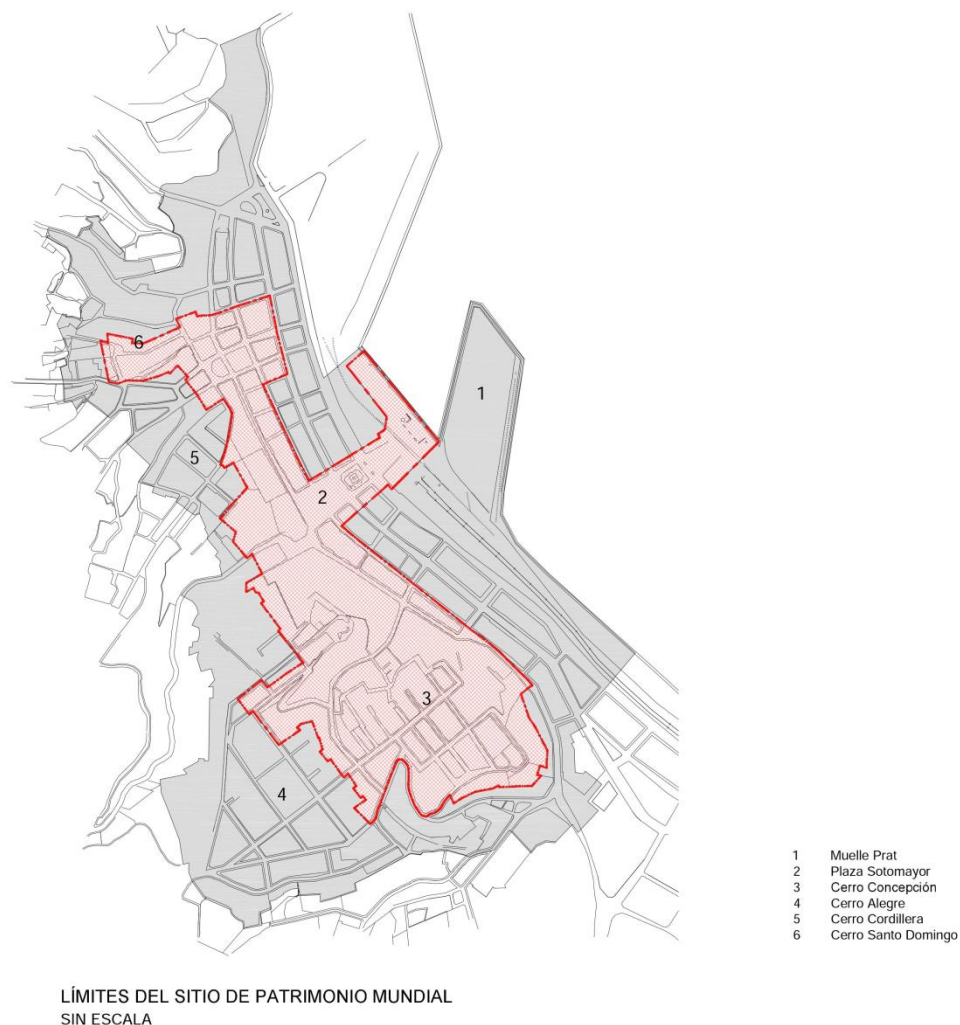 6
1
5
2
3
4
1 Muelle Prat
2 Plaza Sotomayor
3 Cerro Concepción
4 Cerro Alegre
5 Cerro Cordillera
6 Cerro Santo Domingo
LÍMITES DEL SITIO DE PATRIMONIO MUNDIAL
SIN ESCALA